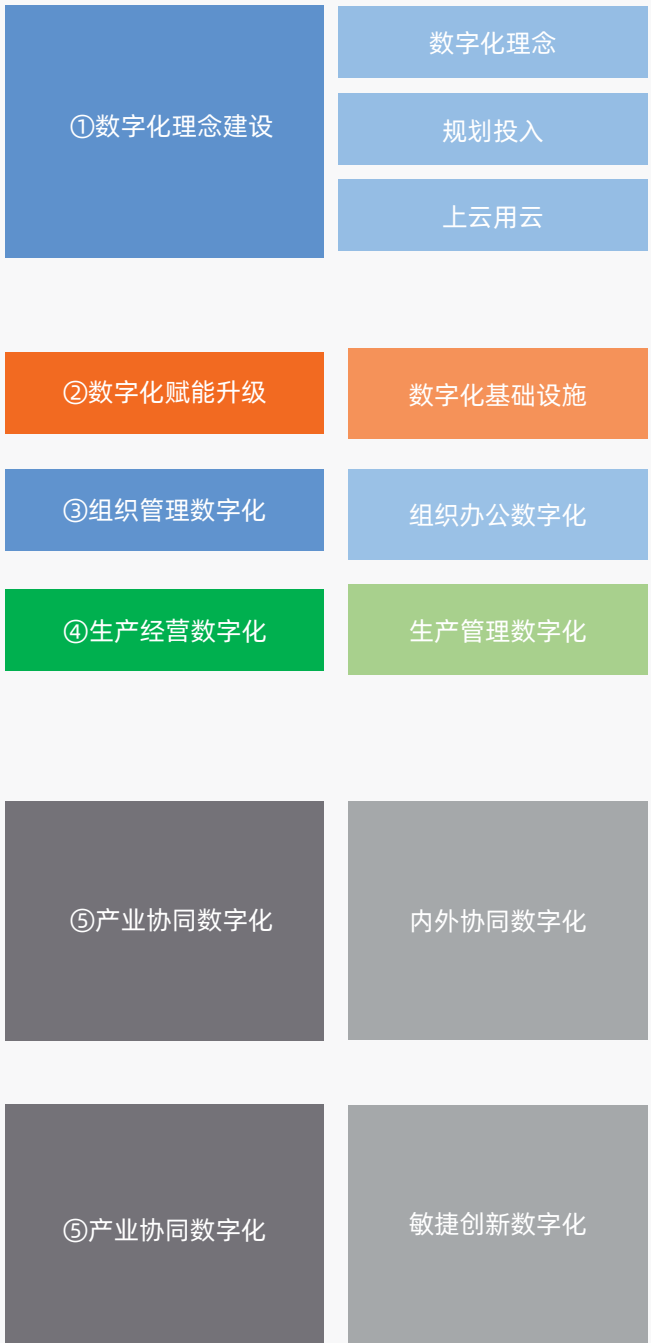 ①数字化理念建设
数字化理念
规划投入
上云用云
②数字化赋能升级
数字化基础设施
③组织管理数字化
组织办公数字化
④生产经营数字化
生产管理数字化
⑤产业协同数字化
内外协同数字化
⑤产业协同数字化
敏捷创新数字化